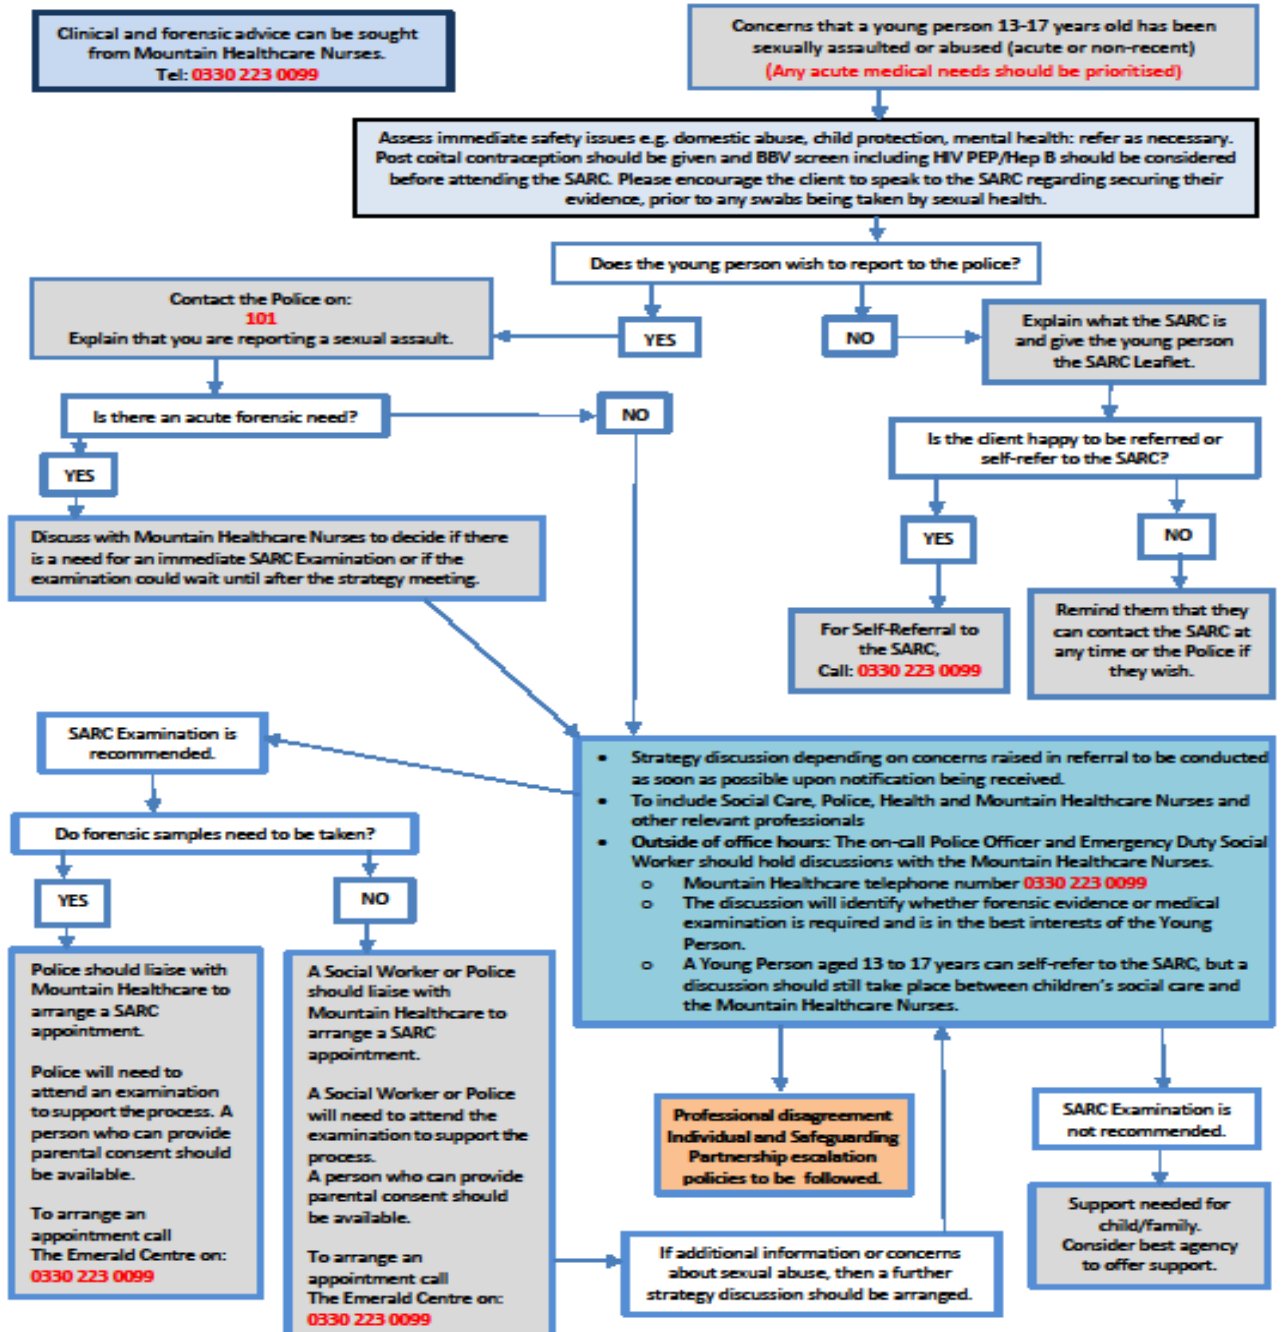 Clinical and forensic advice can be sought
from Mountain Healthcare Nurses.
Tel: 0330 223 0099
Concerns that a young person 13-17 years old has been
sexually assaulted or abused (acute or non-recent)
(Any acute medical needs should be prioritised)
Assess immediate safety issues e.g. domestic abuse, child protection, mental health: refer as necessary.
Post coital contraception should be given and BBV screen including HIV PEP/Hep B should be considered
before attending the SARC. Please encourage the client to speak to the SARC regarding securing their
evidence, prior to any swabs being taken by sexual health.
Does the young person wish to report to the police?
Contact the Police on:
101
Explain that you are reporting a sexual assault.
YES
NO
Explain what the SARC is
and give the young person
the SARC Leaflet.
Is there an acute forensic need?
NO
YES
Is the client happy to be referred or
self-refer to the SARC?
YES
NO
Discuss with Mountain Healthcare Nurses to decide if there
is a need for an immediate SARC Examination or if the
examination could wait until after the strategy meeting.
For Self-Referral to
the SARC,
Call: 0330 223 0099
Remind them that they
can contact the SARC at
any time or the Police if
they wish.
SARC Examination is
recommended.
• Strategy discussion depending on concerns raised in referral to be conducted
as soon as possible upon notification being received.
• To include Social Care, Police, Health and Mountain Healthcare Nurses and
other relevant professionals
• Outside of office hours: The on-call Police Officer and Emergency Duty Social
Worker should hold discussions with the Mountain Healthcare Nurses.
o Mountain Healthcare telephone number 0330 223 0099
o The discussion will identify whether forensic evidence or medical
examination is required and is in the best interests of the Young
Person.
o A Young Person aged 13 to 17 years can self-refer to the SARC, but a
discussion should still take place between children's social care and
the Mountain Healthcare Nurses.
Do forensic samples need to be taken?
YES
NO
Police should liaise with
Mountain Healthcare to
arrange a SARC
appointment.
Police will need to
attend an examination
to support the process. A
person who can provide
parental consent should
be available.
To arrange an
appointment call
The Emerald Centre on:
0330 223 0099
A Social Worker or Police
should liaise with
Mountain Healthcare to
arrange a SARC
appointment.
A Social Worker or Police
will need to attend the
examination to support the
process.
A person who can provide
parental consent should
be available.
To arrange an
appointment call
The Emerald Centre on:
0330 223 0099
Professional disagreement
Individual and Safeguarding
Partnership escalation
policies to be followed.
SARC Examination is
not recommended.
Support needed for
child/family.
Consider best agency
to offer support.
If additional information or concerns
about sexual abuse, then a further
strategy discussion should be arranged.